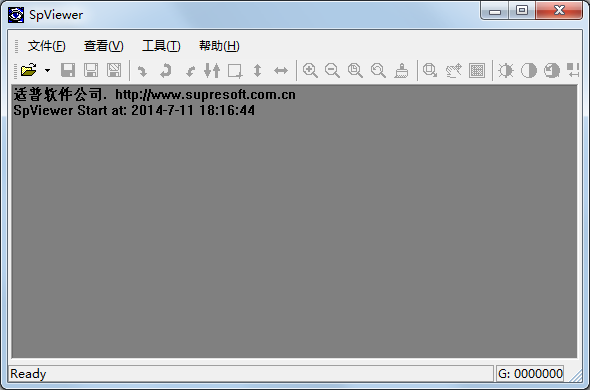 SpViewer
文件(F) 查看(V) 工具(T) 帮助(H)
适普软件公司. http://www.supresoft.com.cn
SpViewer Start at: 2014-7-11 18:16:44
Ready G: 0000000